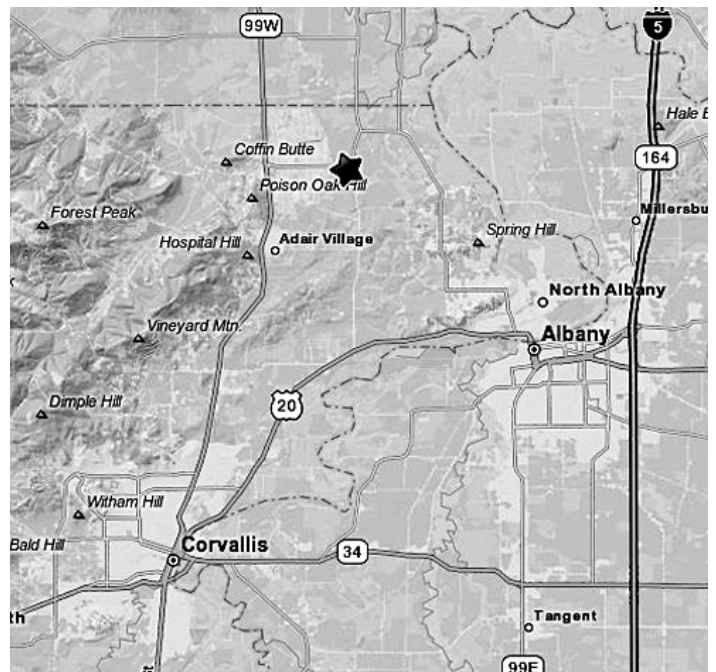 99W
5
Hale B
Coffin Butte
164
Poison Oak Hill
Forest Peak
Millersbu
Spring Hill
Hospital Hill
Adair Village
North Albany
Vineyard Mtn.
Albany
Dimple Hill
20
Witham Hill
Corvallis
Bald Hill
34
th
Tangent
99E